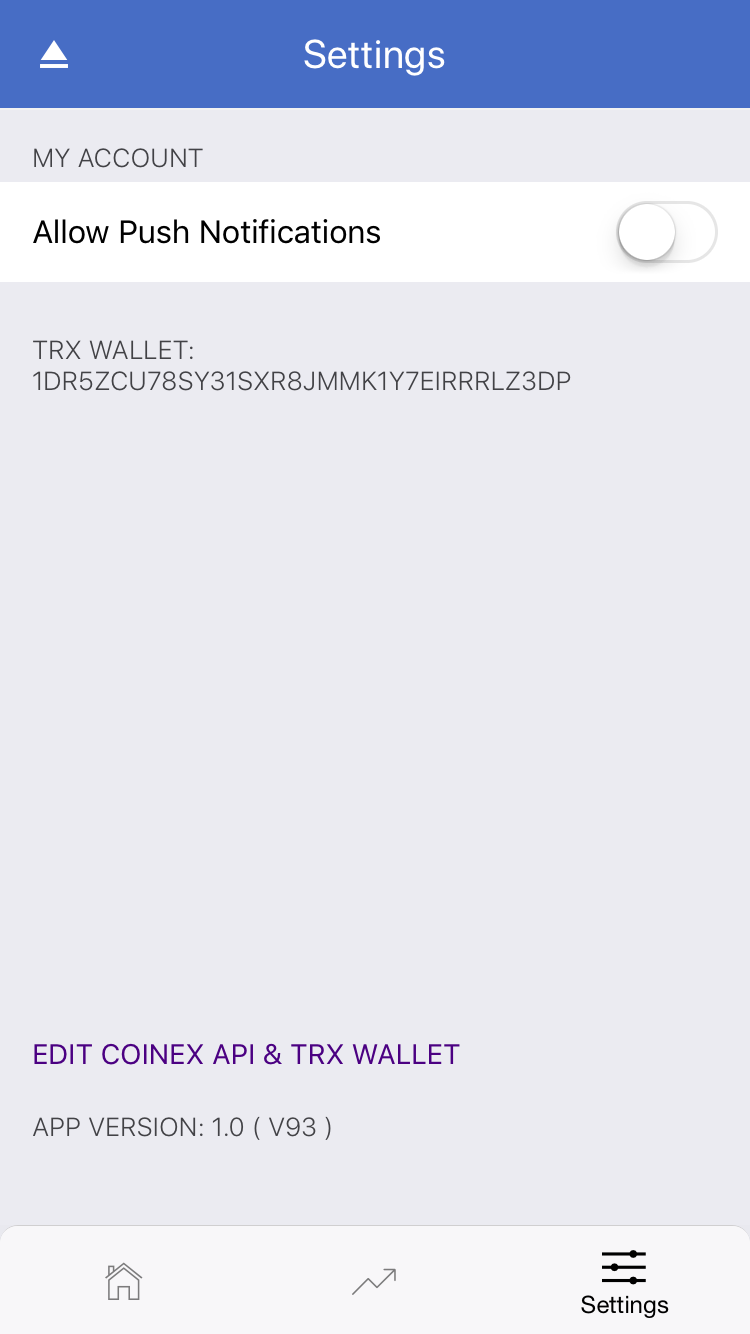 Settings
MY ACCOUNT
Allow Push Notifications
TRX WALLET:
1DR5ZCU78SY31SXR8JMMK1Y7EIRRRLZ3DP
EDIT COINEX API & TRX WALLET
APP VERSION: 1.0 ( V93 )
Settings